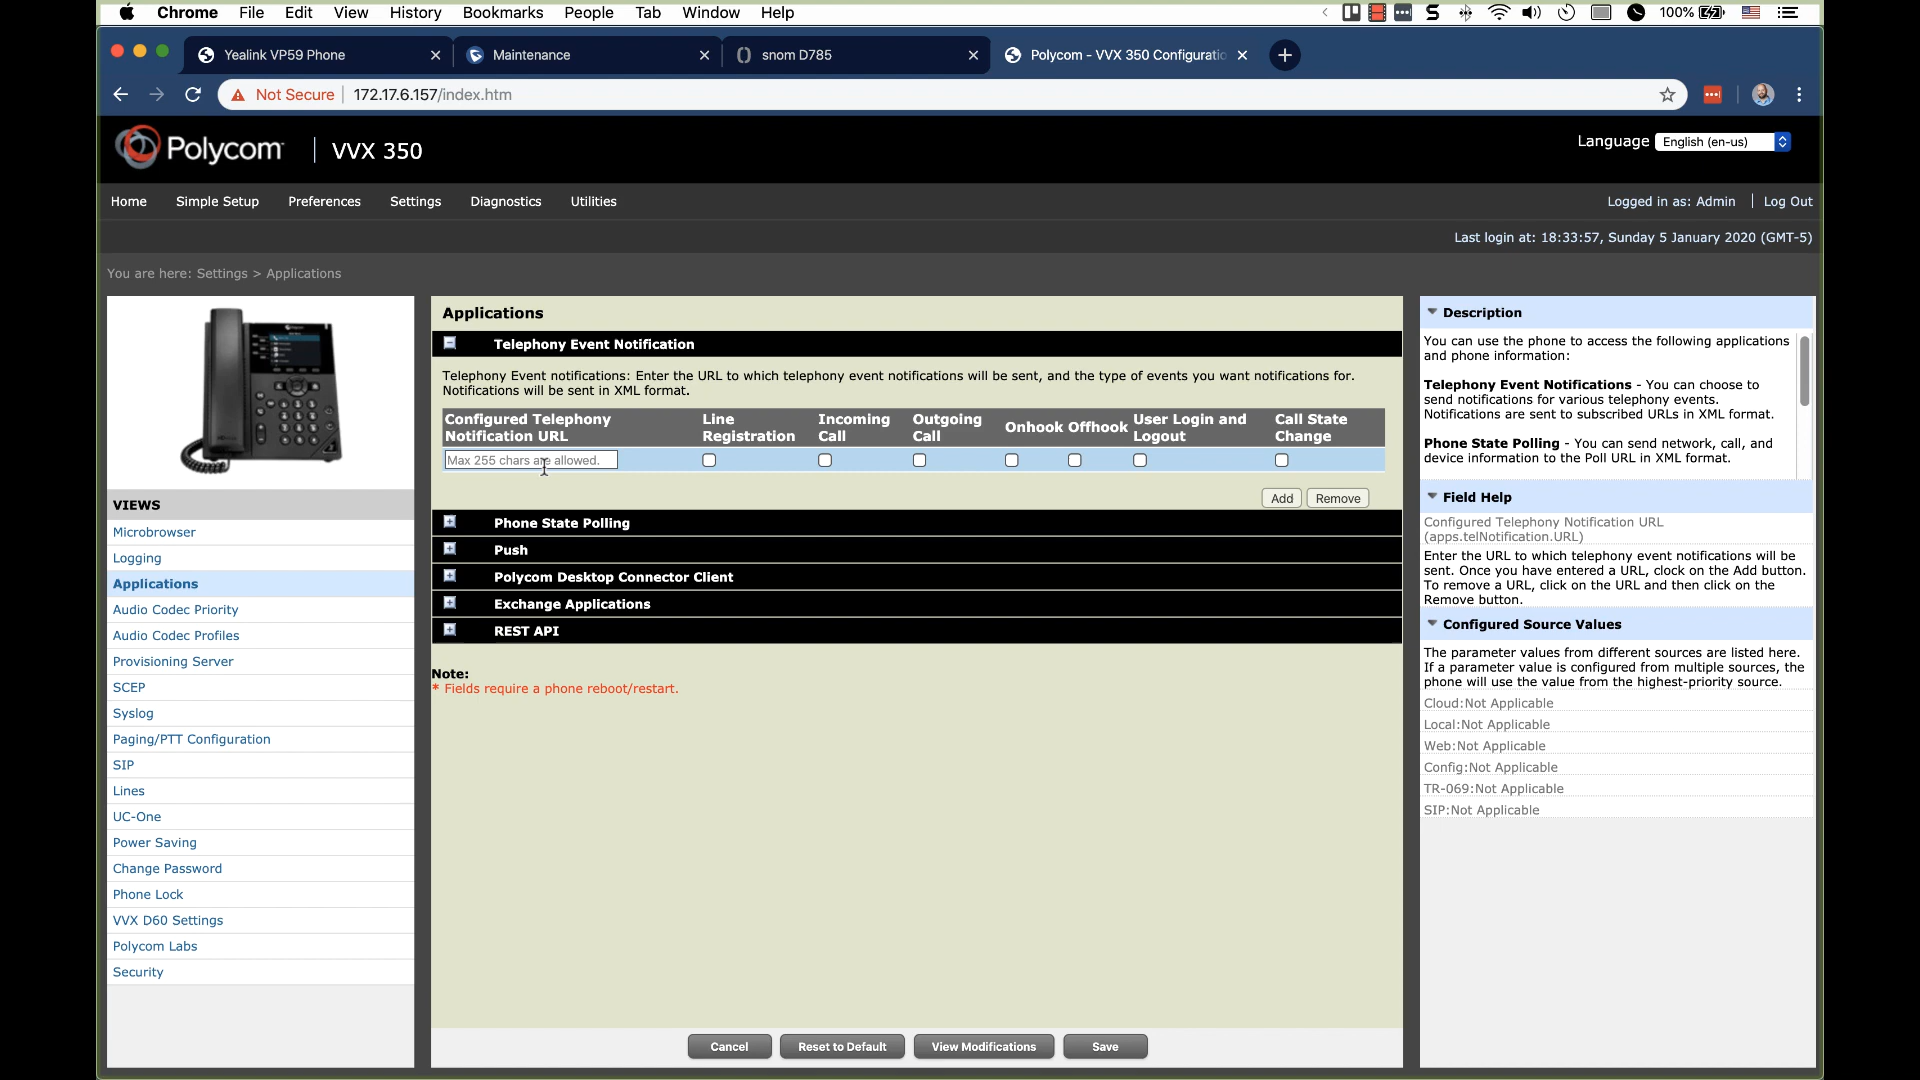 Chrome File Edit View History Bookmarks People Tab Window Help 100%
Yealink VP59 Phone
Maintenance
snom D785
Polycom - VVX 350 Configuratio
Not Secure 172.17.6.157/index.htm
Polycom VVX 350
Language English (en-us)
Home Simple Setup Preferences Settings Diagnostics Utilities
Logged in as: Admin Log Out
Last login at: 18:33:57, Sunday 5 January 2020 (GMT-5)
You are here: Settings > Applications
VIEWS
Microbrowser
Logging
Applications
Audio Codec Priority
Audio Codec Profiles
Provisioning Server
SCEP
Syslog
Paging/PTT Configuration
SIP
Lines
UC-One
Power Saving
Change Password
Phone Lock
VVX D60 Settings
Polycom Labs
Security
Applications
Telephony Event Notification
Telephony Event notifications: Enter the URL to which telephony event notifications will be sent, and the type of events you want notifications for.
Notifications will be sent in XML format.
Configured Telephony Notification URL
Line Registration
Incoming Call
Outgoing Call
Onhook Offhook
User Login and Logout
Call State Change
Max 255 chars are allowed.
Add Remove
Phone State Polling
Push
Polycom Desktop Connector Client
Exchange Applications
REST API
Note:
* Fields require a phone reboot/restart.
Cancel Reset to Default View Modifications Save
Description
You can use the phone to access the following applications
and phone information:
Telephony Event Notifications - You can choose to
send notifications for various telephony events.
Notifications are sent to subscribed URLs in XML format.
Phone State Polling - You can send network, call, and
device information to the Poll URL in XML format.
Field Help
Configured Telephony Notification URL
(apps.telNotification.URL)
Enter the URL to which telephony event notifications will be
sent. Once you have entered a URL, clock on the Add button.
To remove a URL, click on the URL and then click on the
Remove button.
Configured Source Values
The parameter values from different sources are listed here.
If a parameter value is configured from multiple sources, the
phone will use the value from the highest-priority source.
Cloud:Not Applicable
Local:Not Applicable
Web:Not Applicable
Config:Not Applicable
TR-069:Not Applicable
SIP:Not Applicable